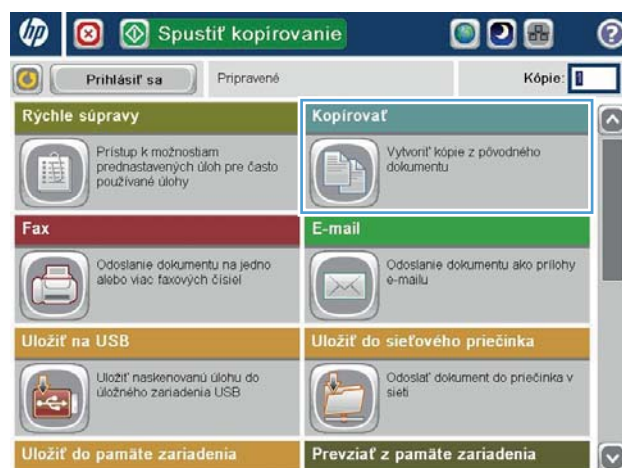 hp Spustiť kopírovanie ?
Prihlásiť sa Pripravené Kópie: 1
Rýchle súpravy
Prístup k možnostiam
prednastavených úloh pre často
používané úlohy
Kopírovať
Vytvoriť kópie z pôvodného
dokumentu
Fax
Odoslanie dokumentu na jedno
alebo viac faxových čísiel
E-mail
Odoslanie dokumentu ako prílohy
e-mailu
Uložiť na USB
Uložiť naskenovanú úlohu do
úložného zariadenia USB
Uložiť do sieťového priečinka
Odoslať dokument do priečinka v
sieti
Uložiť do pamäte zariadenia
Prevziať z pamäte zariadenia